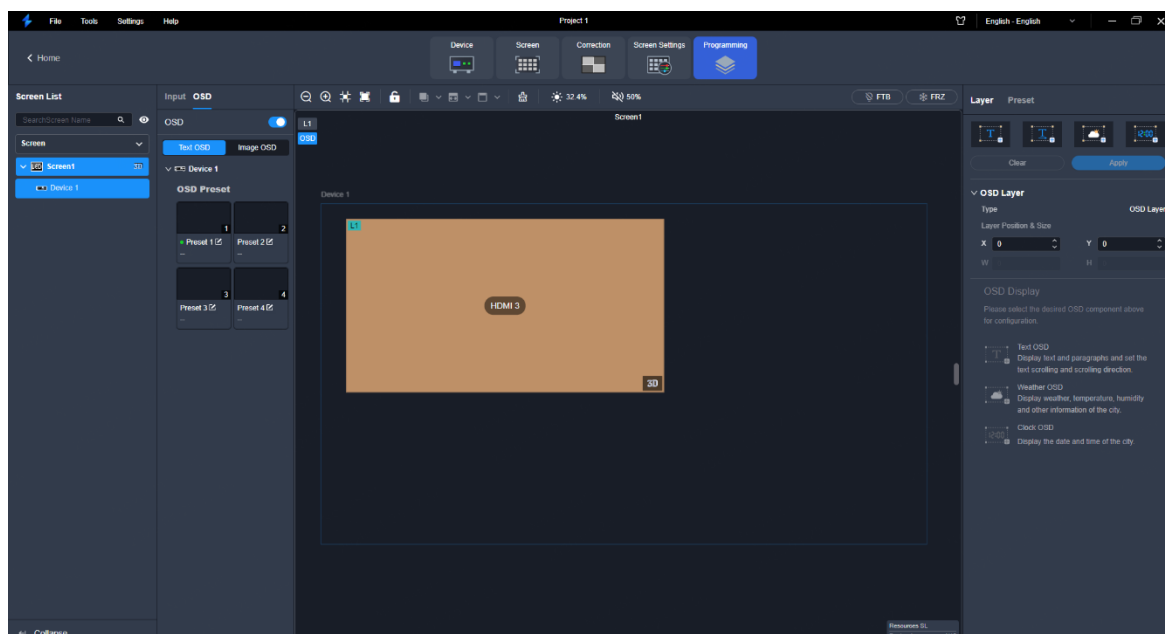 File Tools Settings Help Project 1 English - English
Home
Device Screen Correction Screen Settings Programming
Screen List
SearchScreen Name
Screen
Screen1 3D
Device 1
Collapse
Input OSD
OSD
Text OSD Image OSD
Device 1
OSD Preset
1 2
Preset 1 Preset 2
-- --
3 4
Preset 3 Preset 4
-- --
32.4% 50% FTB FRZ
L1 Screen1
OSD
Device 1
L1
HDMI 3
3D
Resources SL
Layer Preset
T T 12:00
Clear Apply
OSD Layer
Type OSD Layer
Layer Position & Size
X 0 Y 0
W H
OSD Display
Please select the desired OSD component above
for configuration.
T Text OSD
Display text and paragraphs and set the
text scrolling and scrolling direction.
Weather OSD
Display weather, temperature, humidity
and other information of the city.
12:00 Clock OSD
Display the date and time of the city